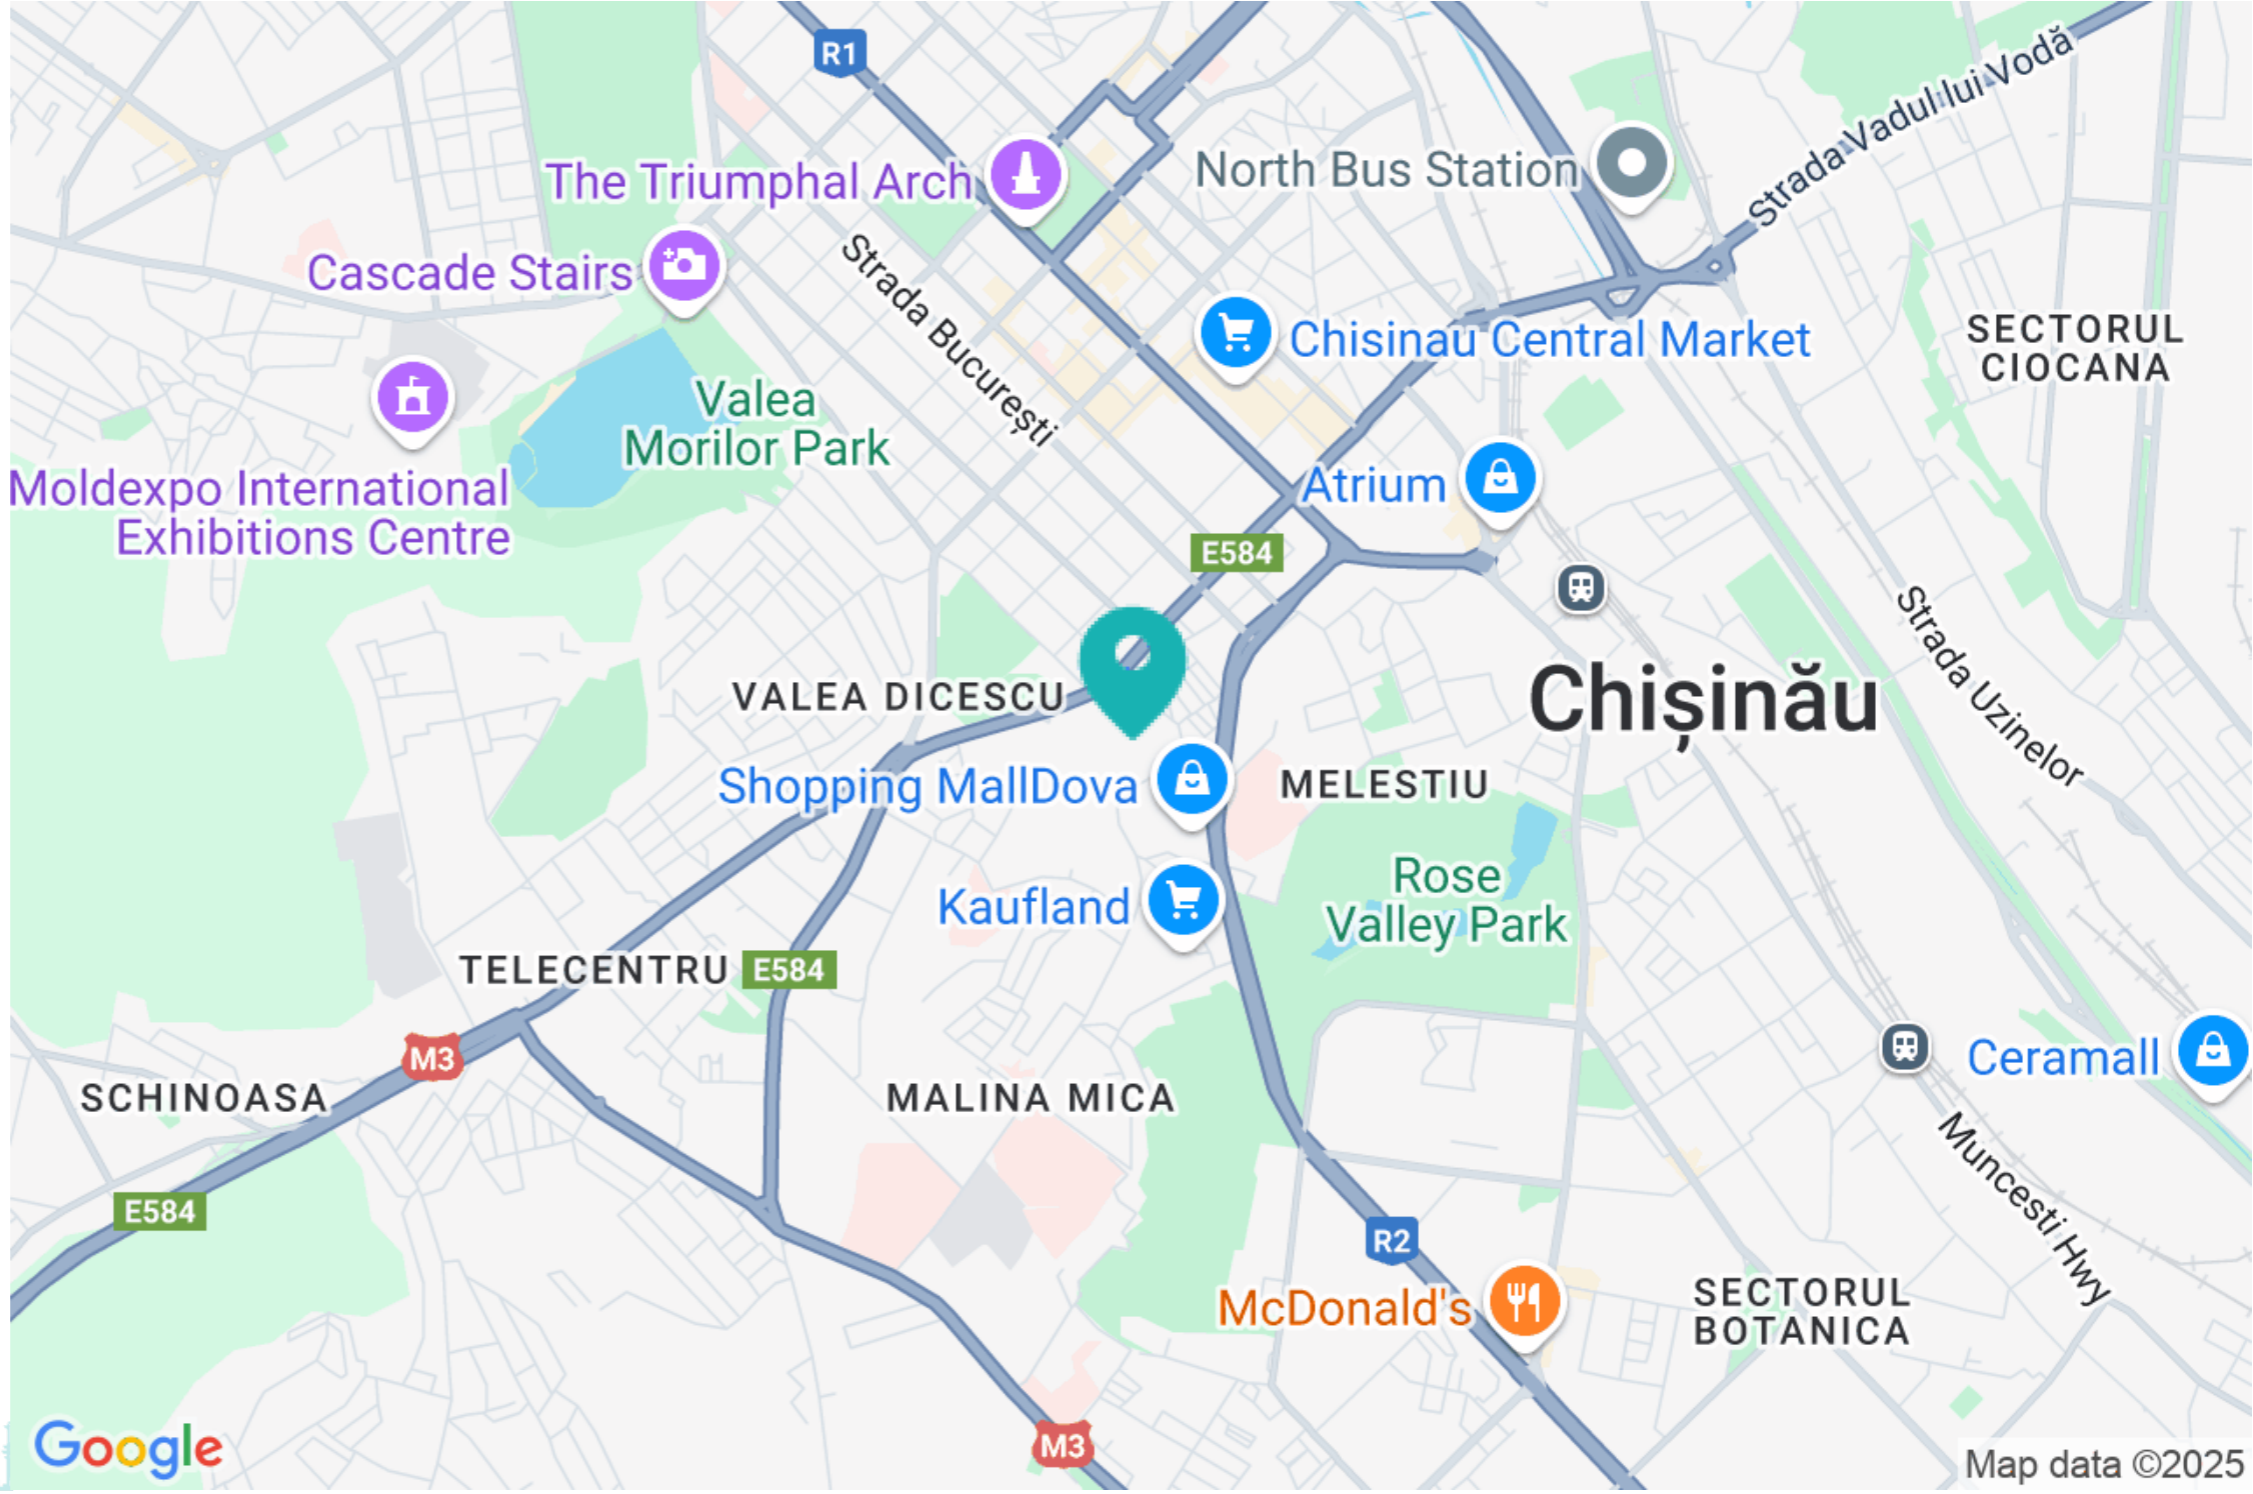 R1
Strada Vadul lui Vodă
The Triumphal Arch
North Bus Station
Cascade Stairs
Strada București
Chisinau Central Market
SECTORUL
CIOCANA
Valea
Morilor Park
Moldexpo International
Exhibitions Centre
Atrium
E584
Strada Uzinelor
VALEA DICESCU
Chișinău
Shopping MallDova
MELESTIU
Kaufland
Rose
Valley Park
TELECENTRU
E584
M3
Ceramall
SCHINOASA
MALINA MICA
Muncesti Hwy
E584
R2
McDonald's
SECTORUL
BOTANICA
Google
M3
Map data ©2025